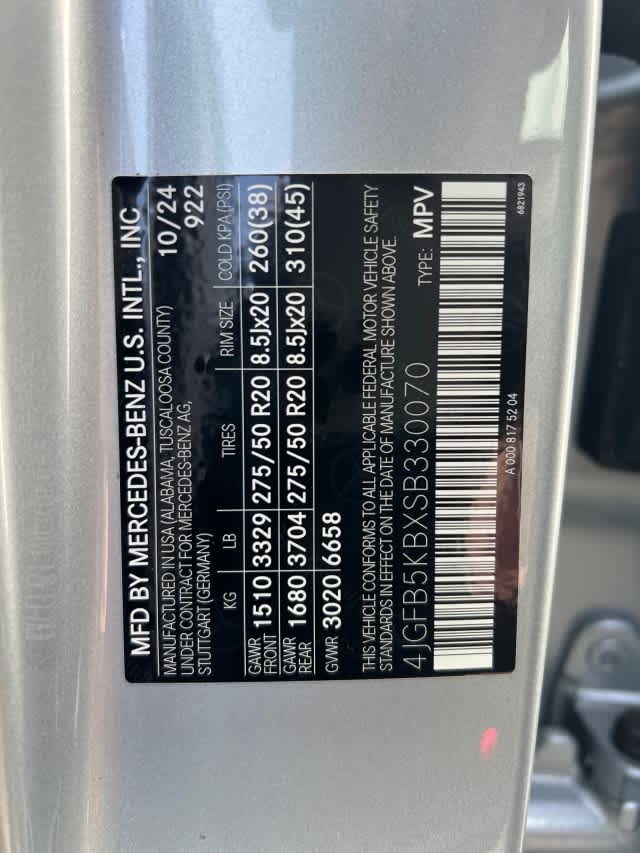 MFD BY MERCEDES-BENZ U.S. INTL., INC
MANUFACTURED IN USA (ALABAMA, TUSCALOOSA COUNTY) 10/24
UNDER CONTRACT FOR MERCEDES-BENZ AG, 922
STUTTGART (GERMANY)
KG LB TIRES RIM SIZE COLD KPA(PSI)
GAWR FRONT 1510 3329 275/50 R20 8.5Jx20 260(38)
GAWR REAR 1680 3704 275/50 R20 8.5Jx20 310(45)
GVWR 3020 6658
THIS VEHICLE CONFORMS TO ALL APPLICABLE FEDERAL MOTOR VEHICLE SAFETY
STANDARDS IN EFFECT ON THE DATE OF MANUFACTURE SHOWN ABOVE.
4JGFB5KBXSB330070 TYPE: MPV
A 000 817 52 04 6821943